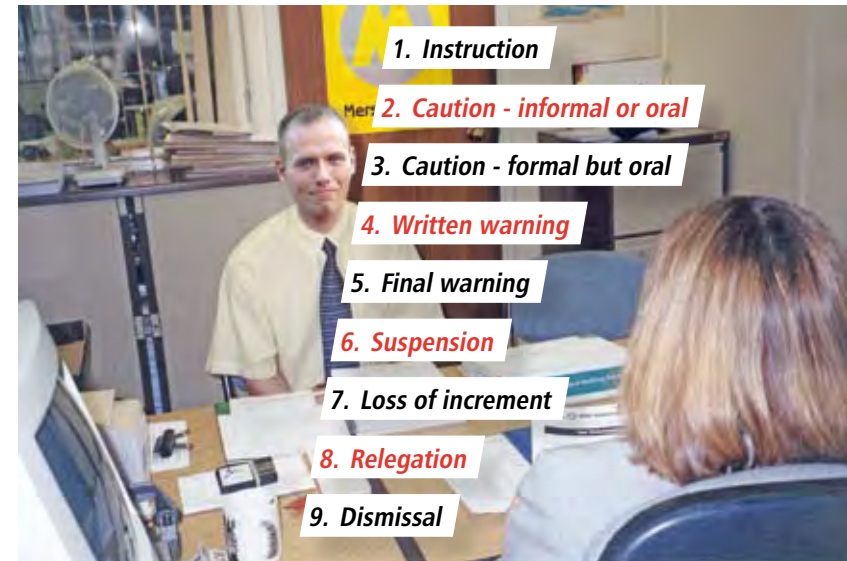 1. Instruction
Mers
2. Caution - informal or oral
3. Caution - formal but oral
4. Written warning
5. Final warning
6. Suspension
7. Loss of increment
8. Relegation
9. Dismissal